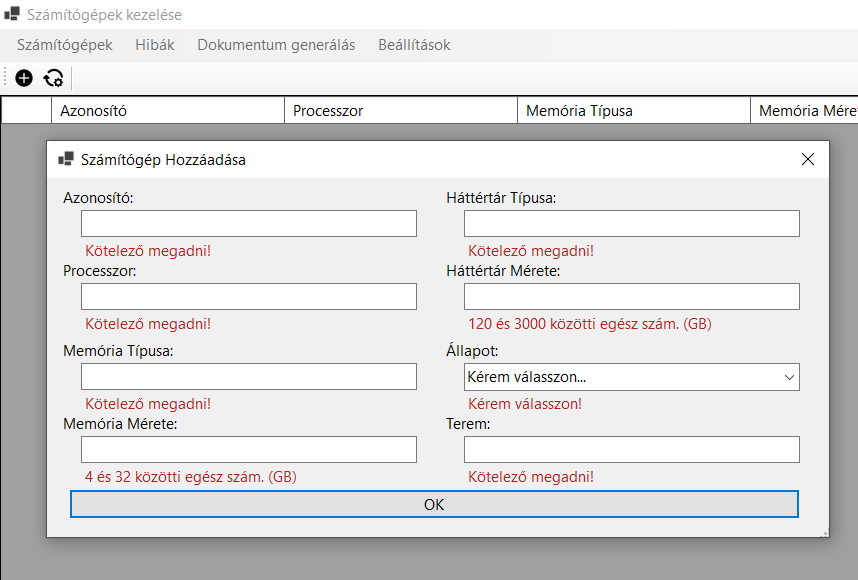 Számítógépek kezelése
Számítógépek Hibák Dokumentum generálás Beállítások
Azonosító Processzor Memória Típusa Memória Mére
Számítógép Hozzáadása
Azonosító:
Kötelező megadni!
Processzor:
Kötelező megadni!
Memória Típusa:
Kötelező megadni!
Memória Mérete:
4 és 32 közötti egész szám. (GB)
Háttértár Típusa:
Kötelező megadni!
Háttértár Mérete:
120 és 3000 közötti egész szám. (GB)
Állapot:
Kérem válasszon...
Kérem válasszon!
Terem:
Kötelező megadni!
OK